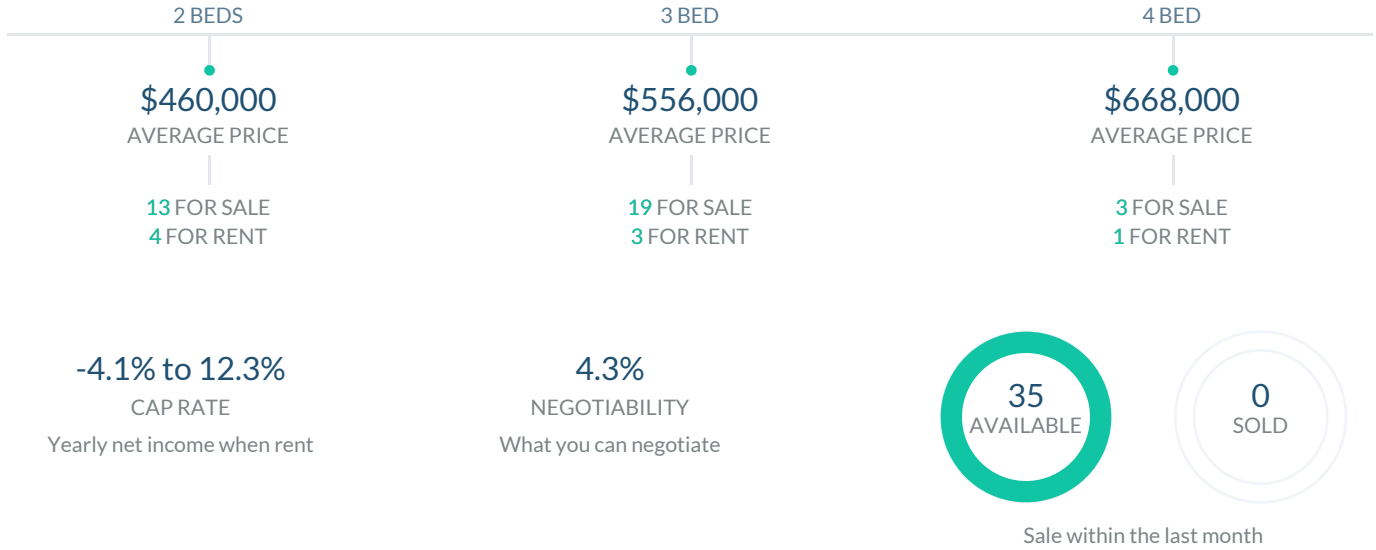 2 BEDS
3 BED
4 BED
$460,000
AVERAGE PRICE
$556,000
AVERAGE PRICE
$668,000
AVERAGE PRICE
13 FOR SALE
4 FOR RENT
19 FOR SALE
3 FOR RENT
3 FOR SALE
1 FOR RENT
-4.1% to 12.3%
CAP RATE
Yearly net income when rent
4.3%
NEGOTIABILITY
What you can negotiate
35
AVAILABLE
0
SOLD
Sale within the last month